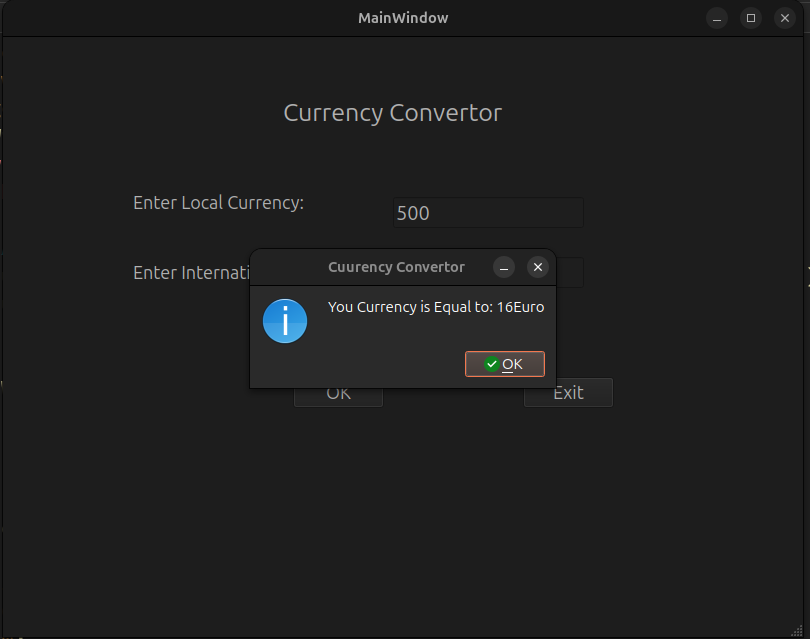 MainWindow
Currency Convertor
Enter Local Currency:
500
Enter Internati
Cuurency Convertor
You Currency is Equal to: 16Euro
OK
OK
Exit